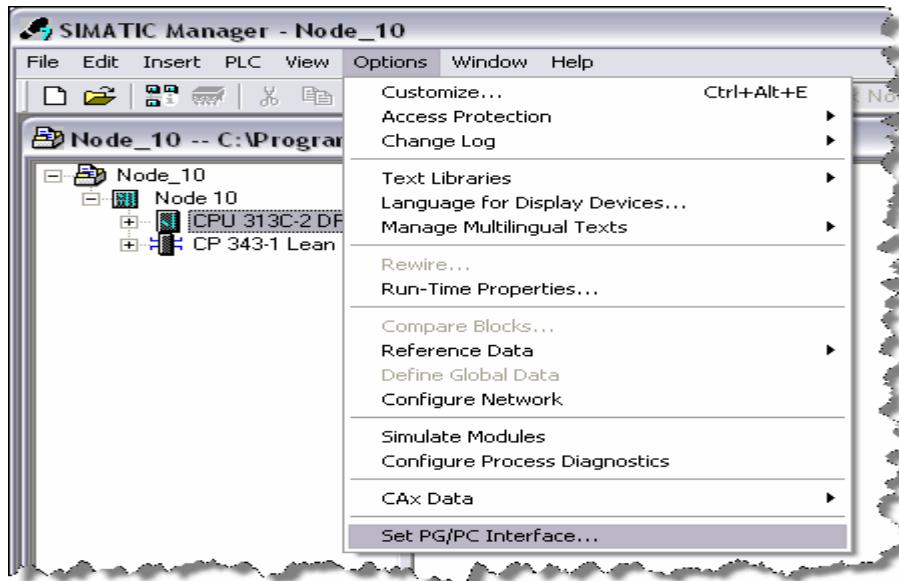 SIMATIC Manager - Node_10
File Edit Insert PLC View Options Window Help
Node_10 -- C:\Prograr
Node_10
Node 10
CPU 313C-2 DF
CP 343-1 Lean
Customize... Ctrl+Alt+E
Access Protection
Change Log
Text Libraries
Language for Display Devices...
Manage Multilingual Texts
Rewire...
Run-Time Properties...
Compare Blocks...
Reference Data
Define Global Data
Configure Network
Simulate Modules
Configure Process Diagnostics
CAx Data
Set PG/PC Interface...